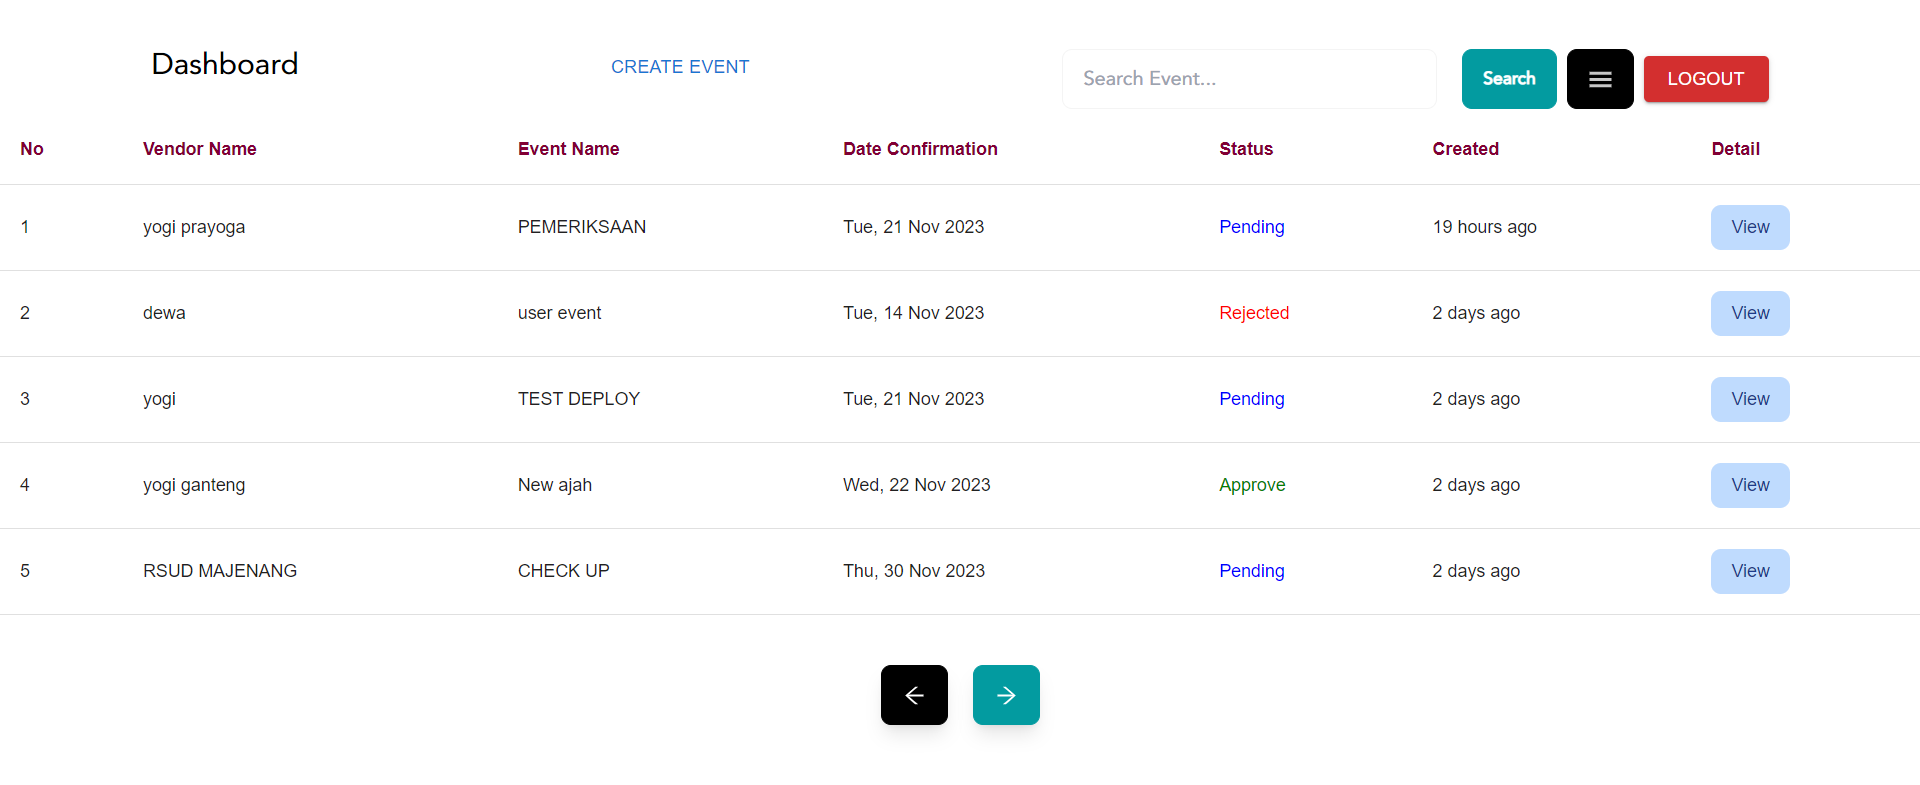 Dashboard CREATE EVENT Search Event... Search LOGOUT
No Vendor Name Event Name Date Confirmation Status Created Detail
1 yogi prayoga PEMERIKSAAN Tue, 21 Nov 2023 Pending 19 hours ago View
2 dewa user event Tue, 14 Nov 2023 Rejected 2 days ago View
3 yogi TEST DEPLOY Tue, 21 Nov 2023 Pending 2 days ago View
4 yogi ganteng New ajah Wed, 22 Nov 2023 Approve 2 days ago View
5 RSUD MAJENANG CHECK UP Thu, 30 Nov 2023 Pending 2 days ago View